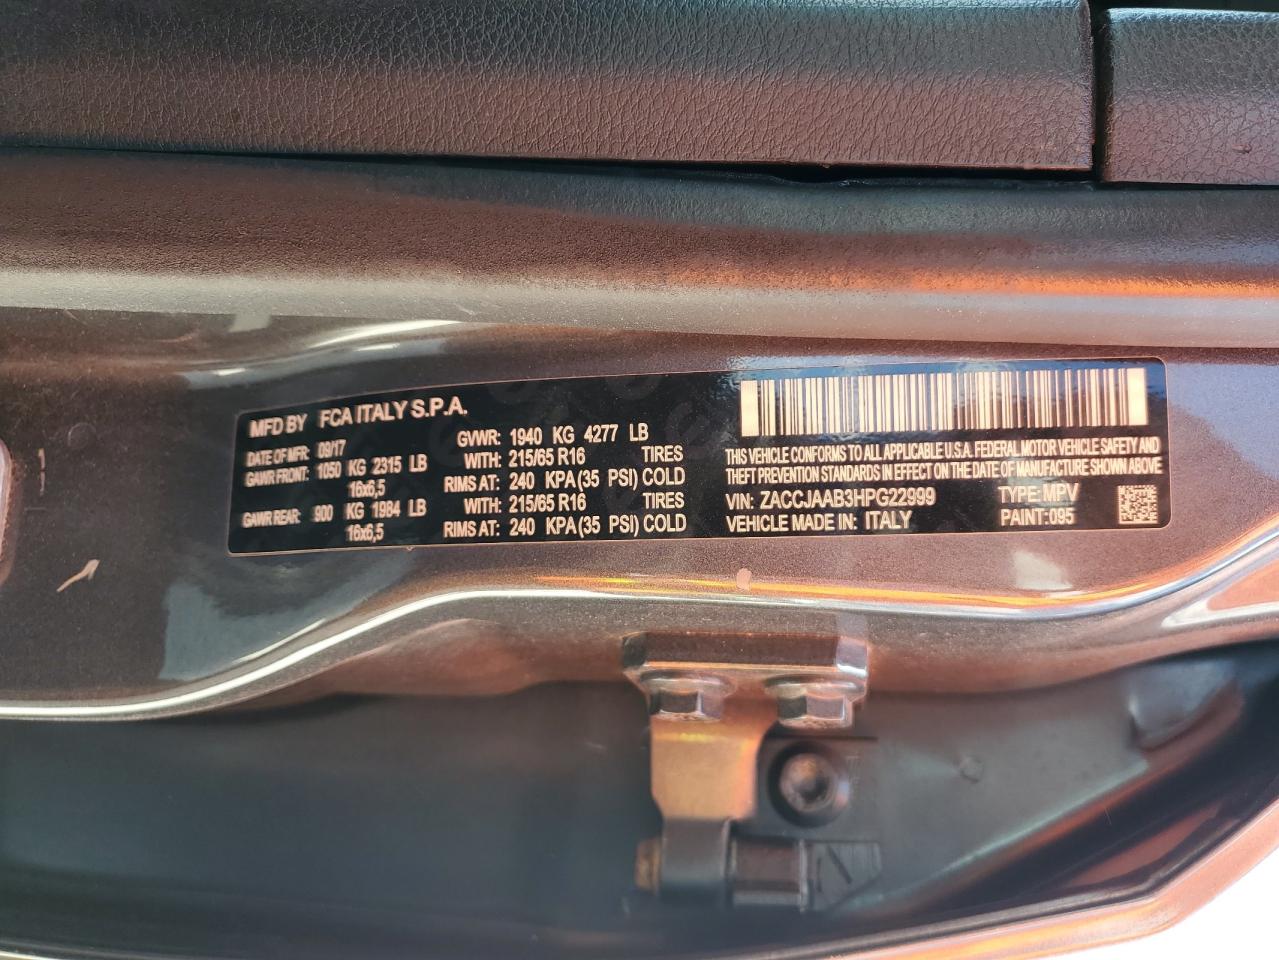 MFD BY FCA ITALY S.P.A.
DATE OF MFR: 09/17 GVWR: 1940 KG 4277 LB
GAWR FRONT: 1050 KG 2315 LB WITH: 215/65 R16 TIRES
16x6,5 RIMS AT: 240 KPA(35 PSI) COLD
GAWR REAR: 900 KG 1984 LB WITH: 215/65 R16 TIRES
16x6,5 RIMS AT: 240 KPA(35 PSI) COLD
THIS VEHICLE CONFORMS TO ALL APPLICABLE U.S.A. FEDERAL MOTOR VEHICLE SAFETY AND
THEFT PREVENTION STANDARDS IN EFFECT ON THE DATE OF MANUFACTURE SHOWN ABOVE
VIN: ZACCJAAB3HPG22999 TYPE: MPV
VEHICLE MADE IN: ITALY PAINT: 095